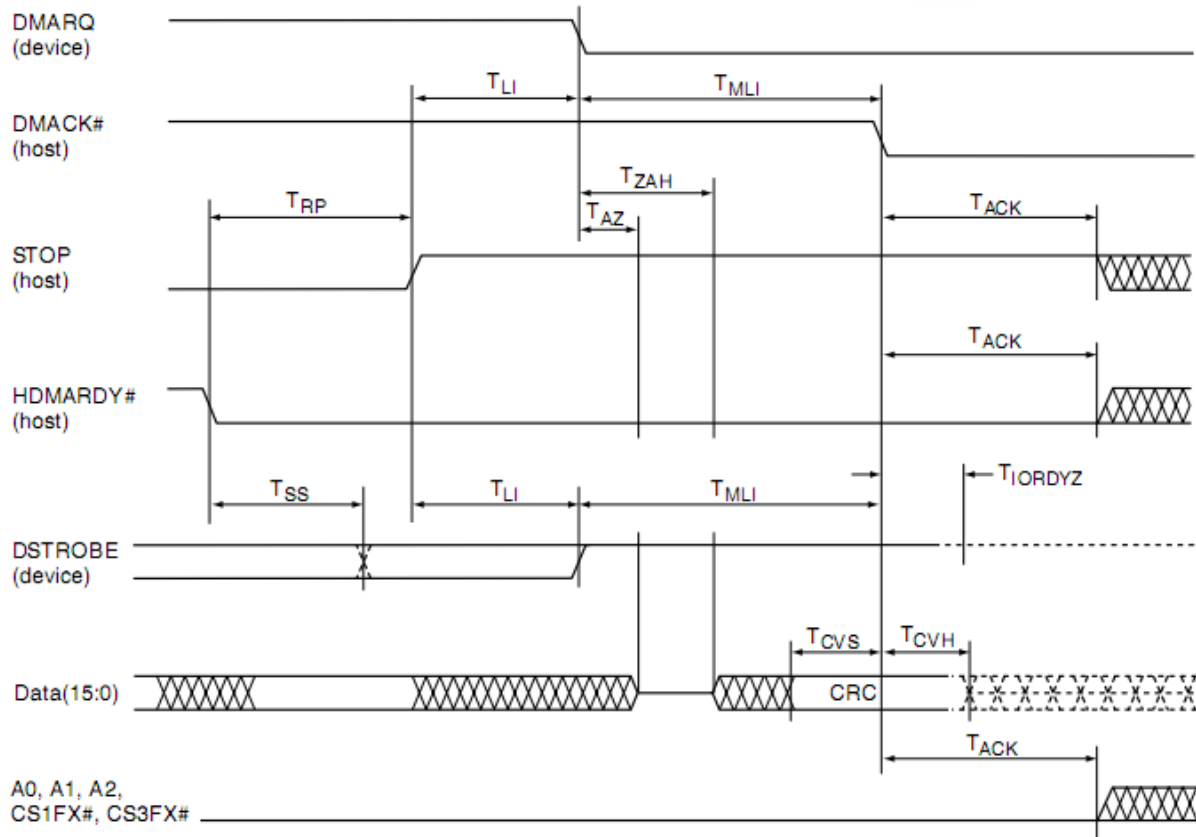 DMARQ
(device)
TLI
TMLI
DMACK#
(host)
TZAH
TRP
TAZ
TACK
STOP
(host)
TACK
HDMARDY#
(host)
TIORDYZ
TSS
TLI
TMLI
DSTROBE
(device)
TCVS
TCVH
Data(15:0)
CRC
TACK
A0, A1, A2,
CS1FX#, CS3FX#